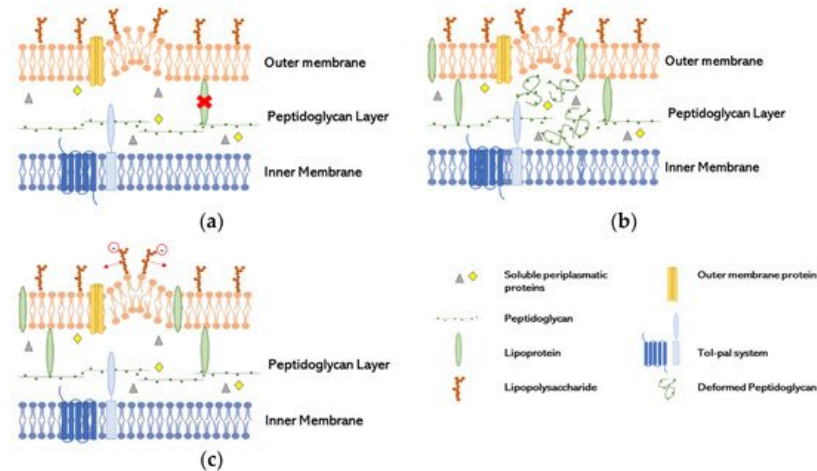 Outer membrane
Peptidoglycan Layer
Inner Membrane
(a)
Outer membrane
Peptidoglycan Layer
Inner Membrane
(b)
Peptidoglycan Layer
Inner Membrane
(c)
Soluble periplasmatic
proteins
Peptidoglycan
Lipoprotein
Lipopolysaccharide
Outer membrane protein
Tol-pal system
Deformed Peptidoglycan